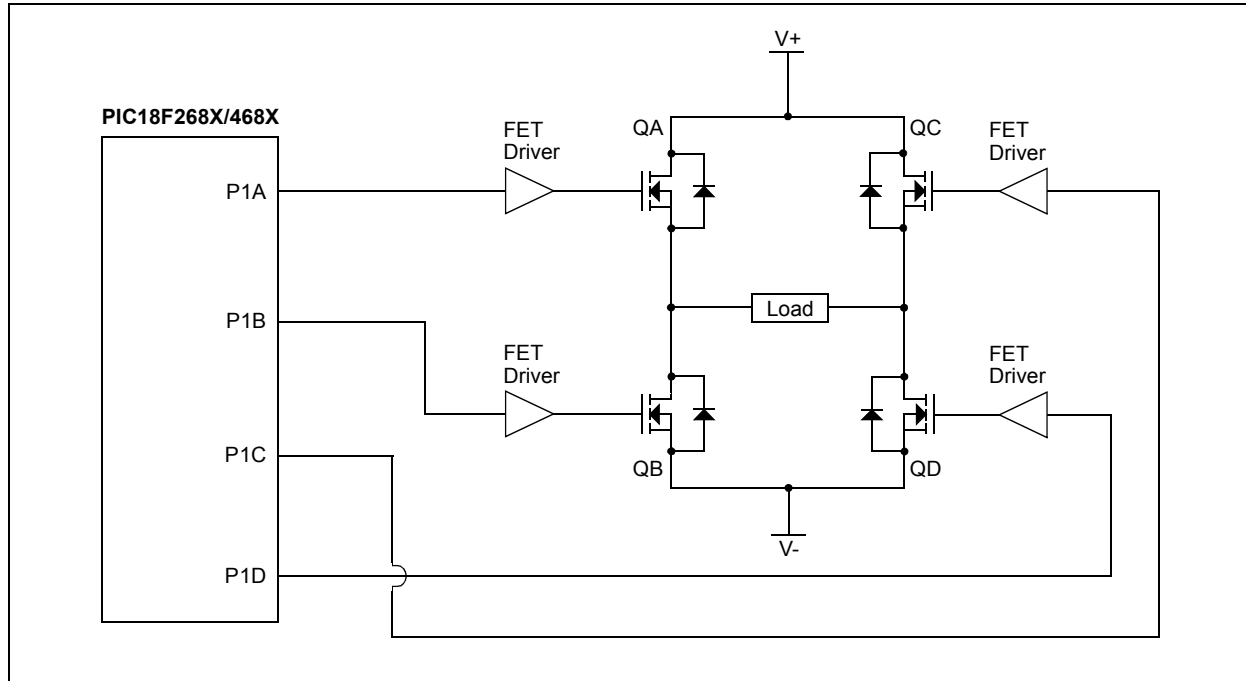 V+
PIC18F268X/468X
QA
FET
Driver
QC
FET
Driver
P1A
P1B
Load
FET
Driver
FET
Driver
P1C
QB
QD
V-
P1D